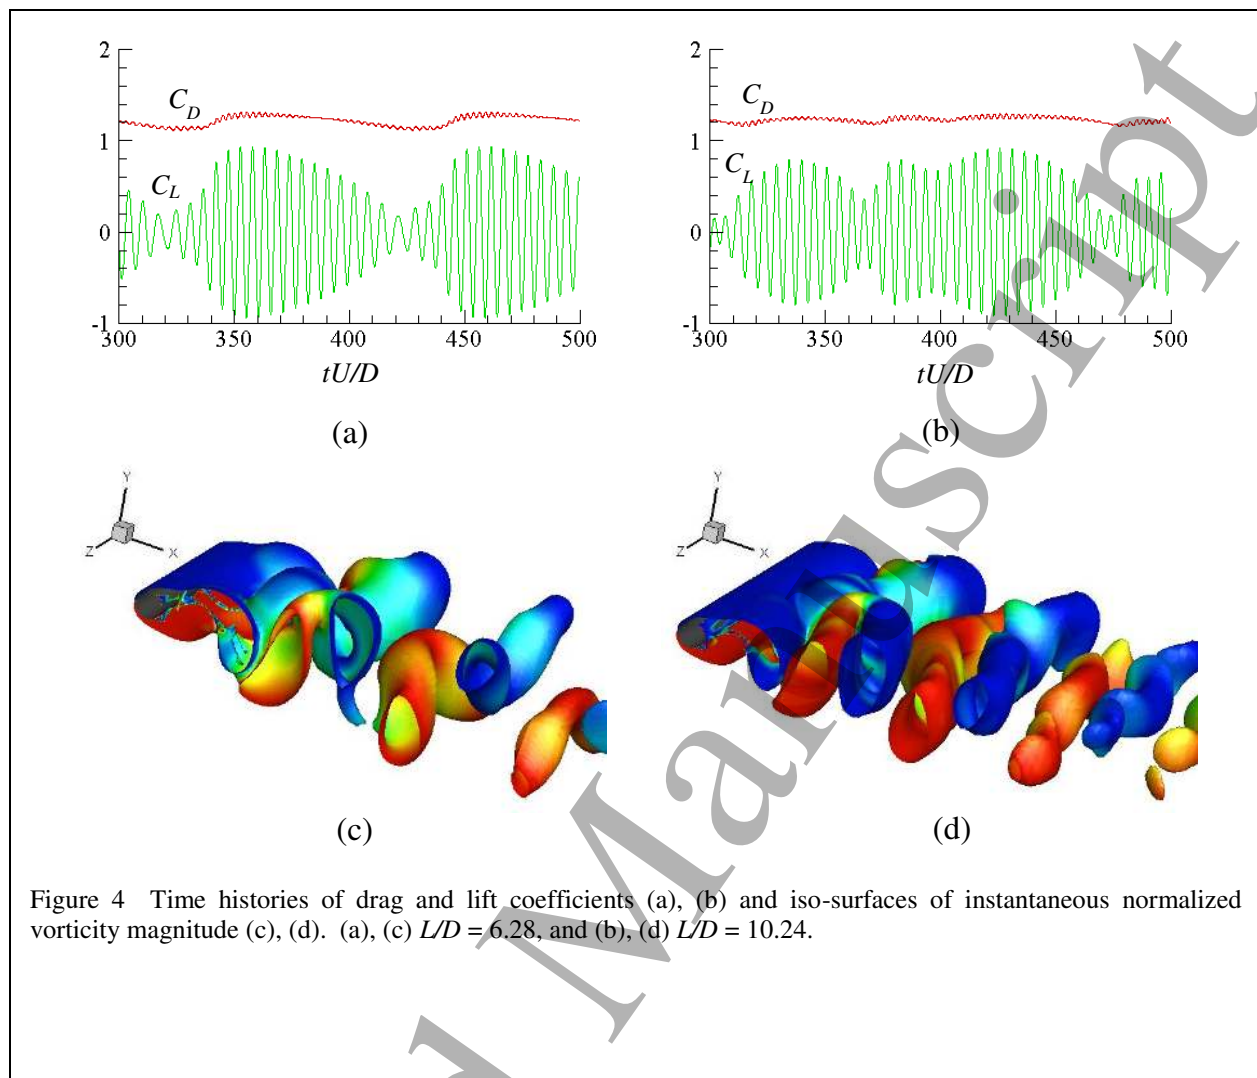 2
1
0
-1
300
350
400
450
500
C_D
C_L
tU/D
(a)
2
1
0
-1
300
350
400
450
500
C_D
C_L
tU/D
(b)
Y
Z
X
(c)
Y
Z
X
(d)
Figure 4 Time histories of drag and lift coefficients (a), (b) and iso-surfaces of instantaneous normalized
vorticity magnitude (c), (d). (a), (c) L/D = 6.28, and (b), (d) L/D = 10.24.
d Manuscript